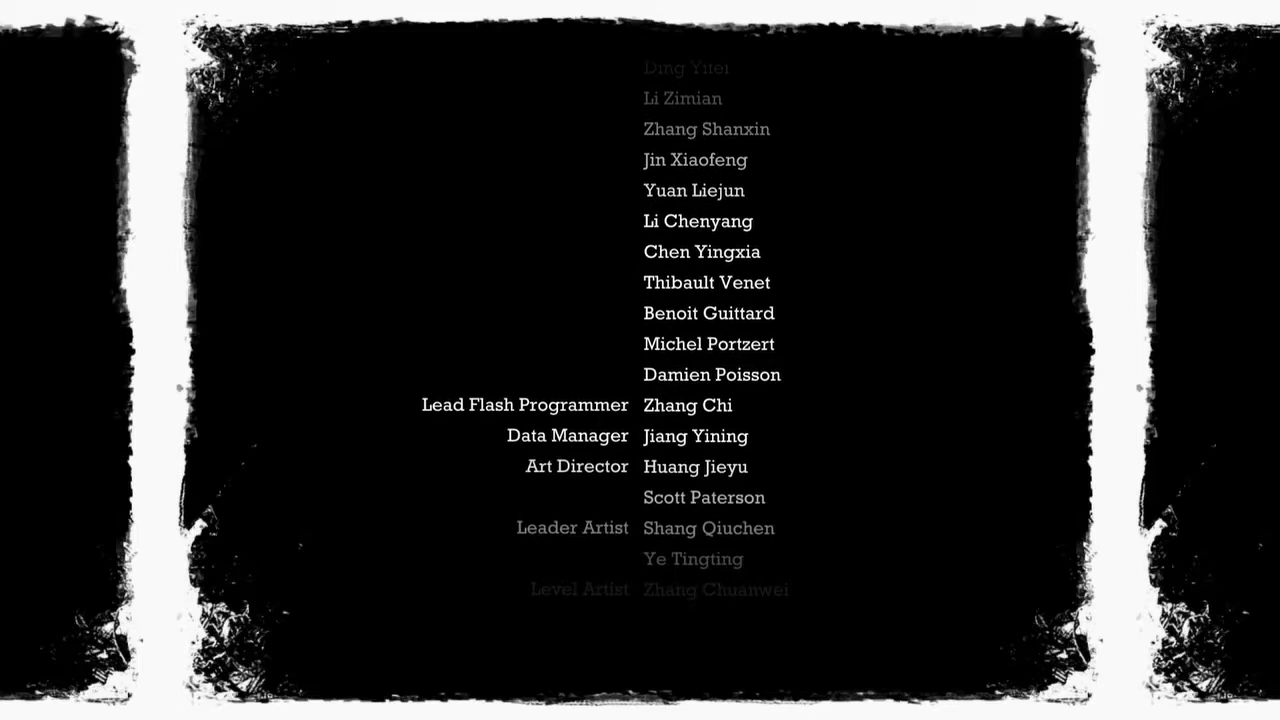 Ding Yifei
Li Zimian
Zhang Shanxin
Jin Xiaofeng
Yuan Liejun
Li Chenyang
Chen Yingxia
Thibault Venet
Benoit Guittard
Michel Portzert
Damien Poisson
Lead Flash Programmer Zhang Chi
Data Manager Jiang Yining
Art Director Huang Jieyu
Scott Paterson
Leader Artist Shang Qiuchen
Ye Tingting
Level Artist Zhang Chuanwei